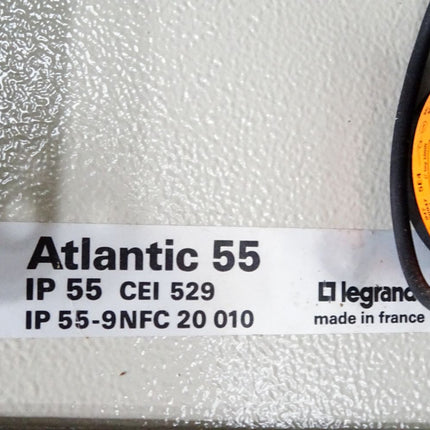 Atlantic 55
IP 55 CEI 529
IP 55-9NFC 20 010
legrand
made in france